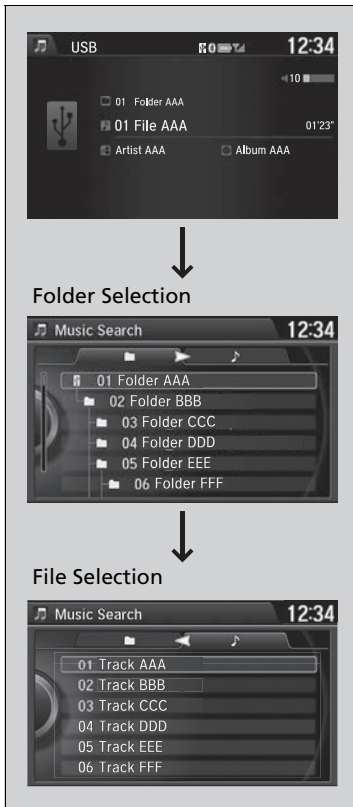 USB 12:34
10
01 Folder AAA
01 File AAA 01'23"
Artist AAA Album AAA
Folder Selection
Music Search 12:34
01 Folder AAA
02 Folder BBB
03 Folder CCC
04 Folder DDD
05 Folder EEE
06 Folder FFF
File Selection
Music Search 12:34
01 Track AAA
02 Track BBB
03 Track CCC
04 Track DDD
05 Track EEE
06 Track FFF